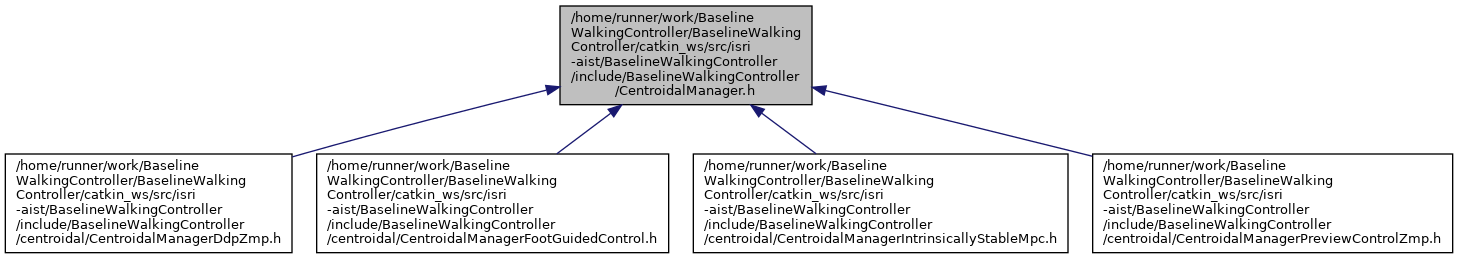 /home/runner/work/Baseline
WalkingController/BaselineWalking
Controller/catkin_ws/src/isri
-aist/BaselineWalkingController
/include/BaselineWalkingController
/CentroidalManager.h
/home/runner/work/Baseline
WalkingController/BaselineWalking
Controller/catkin_ws/src/isri
-aist/BaselineWalkingController
/include/BaselineWalkingController
/centroidal/CentroidalManagerDdpZmp.h
/home/runner/work/Baseline
WalkingController/BaselineWalking
Controller/catkin_ws/src/isri
-aist/BaselineWalkingController
/include/BaselineWalkingController
/centroidal/CentroidalManagerFootGuidedControl.h
/home/runner/work/Baseline
WalkingController/BaselineWalking
Controller/catkin_ws/src/isri
-aist/BaselineWalkingController
/include/BaselineWalkingController
/centroidal/CentroidalManagerIntrinsicallyStableMpc.h
/home/runner/work/Baseline
WalkingController/BaselineWalking
Controller/catkin_ws/src/isri
-aist/BaselineWalkingController
/include/BaselineWalkingController
/centroidal/CentroidalManagerPreviewControlZmp.h